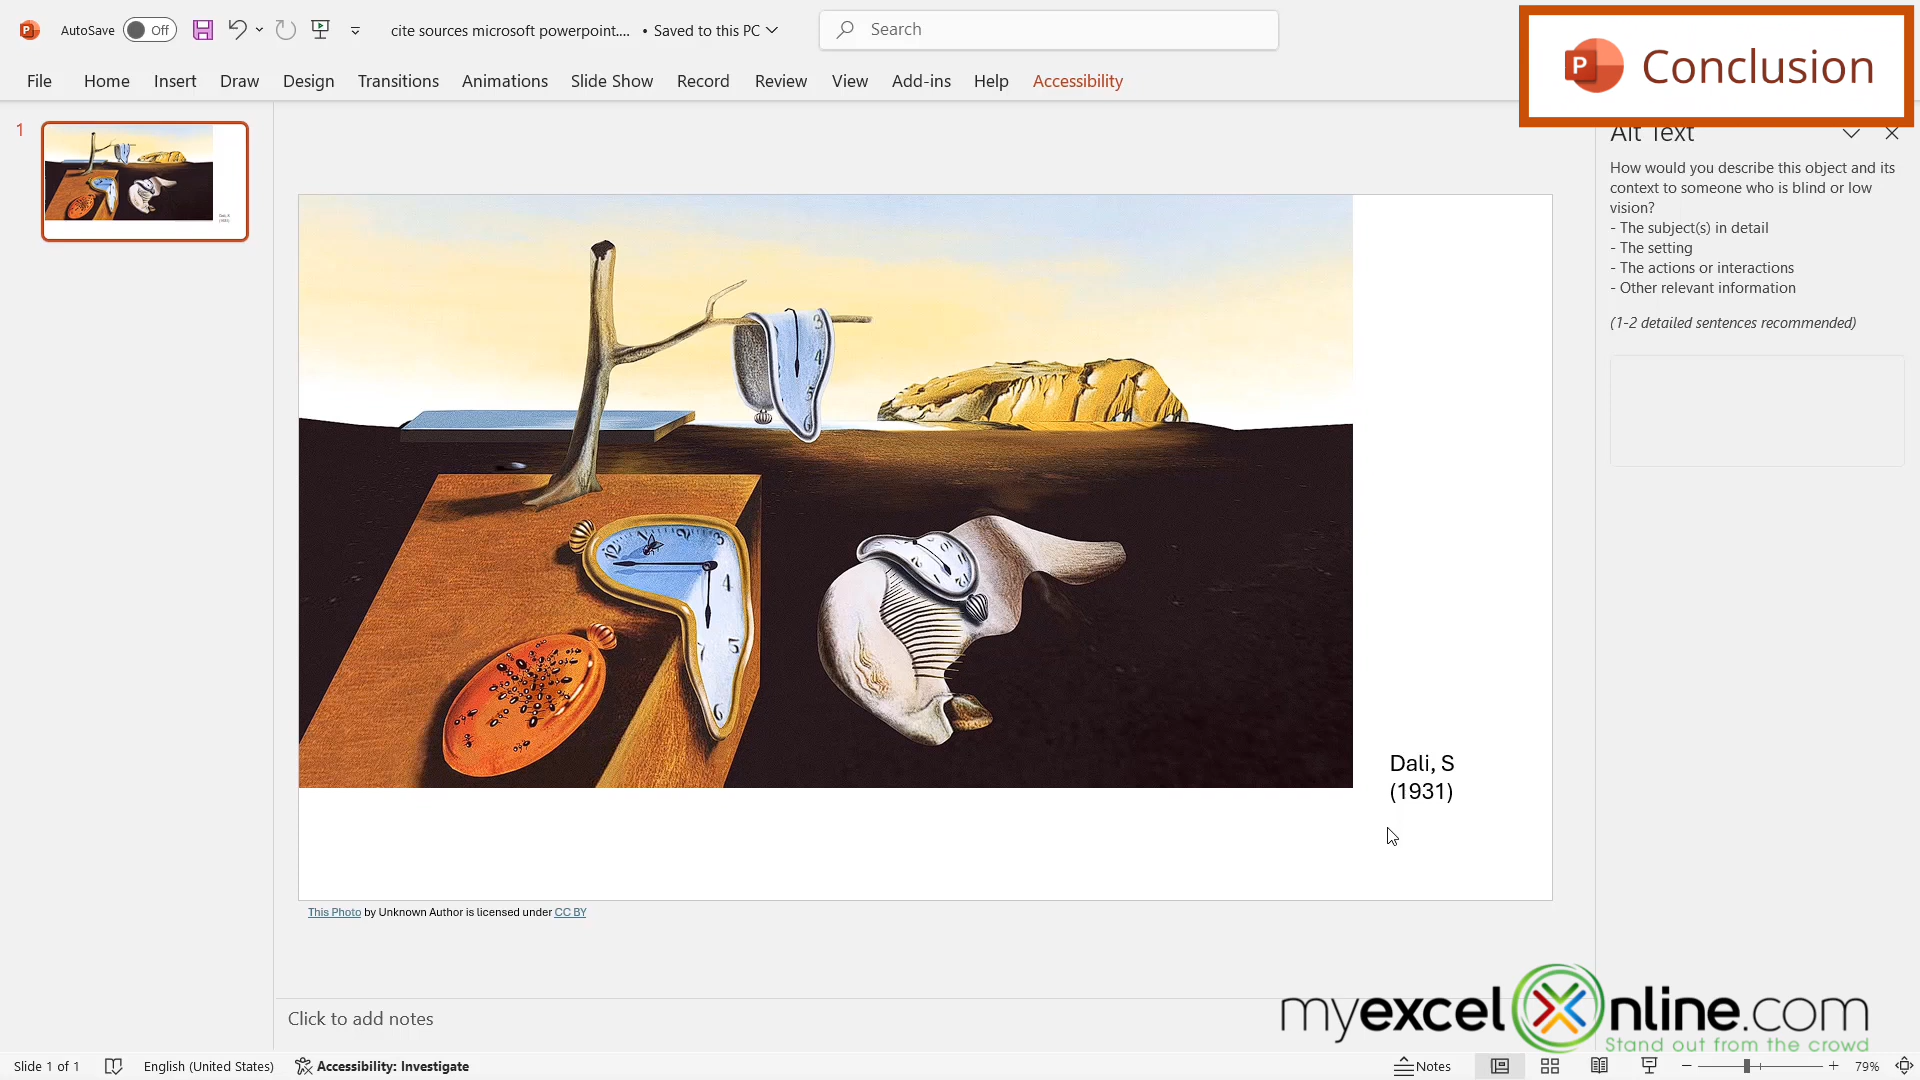 AutoSave Off cite sources microsoft powerpoint.... • Saved to this PC Search
P Conclusion
File Home Insert Draw Design Transitions Animations Slide Show Record Review View Add-ins Help Accessibility
1
Alt Text
How would you describe this object and its
context to someone who is blind or low
vision?
- The subject(s) in detail
- The setting
- The actions or interactions
- Other relevant information
(1-2 detailed sentences recommended)
Dali, S
(1931)
This Photo by Unknown Author is licensed under CC BY
Click to add notes
myexcelonline.com
Stand out from the crowd
Slide 1 of 1 English (United States) Accessibility: Investigate Notes 79%